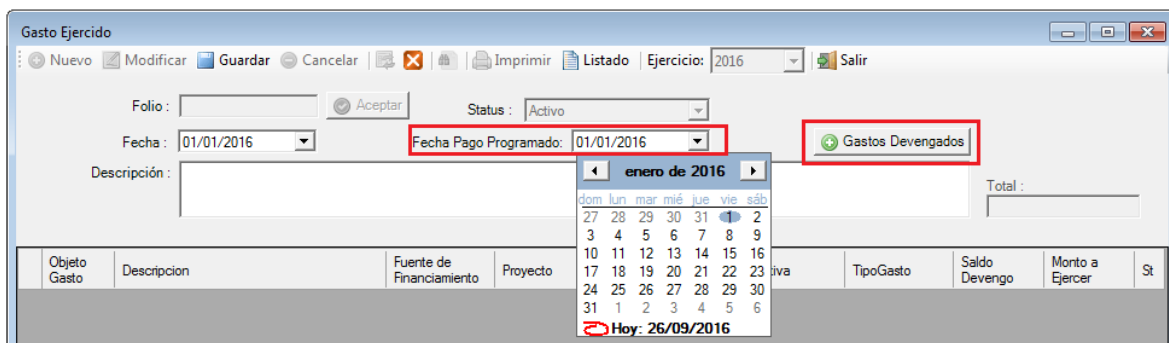 Gasto Ejercido
Nuevo Modificar Guardar Cancelar Imprimir Listado Ejercicio: 2016 Salir
Folio : Aceptar Status : Activo
Fecha : 01/01/2016 Fecha Pago Programado: 01/01/2016 Gastos Devengados
Descripción :
Total :
enero de 2016
dom lun mar mié jue vie sáb
27 28 29 30 31 1 2
3 4 5 6 7 8 9
10 11 12 13 14 15 16
17 18 19 20 21 22 23
24 25 26 27 28 29 30
31 1 2 3 4 5 6
Hoy: 26/09/2016
Objeto Gasto Descripcion Fuente de Financiamiento Proyecto iva TipoGasto Saldo Devengo Monto a Ejercer St